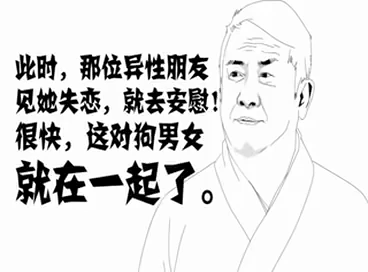 此时，那位异性朋友
见她失恋，就去安慰！
很快，这对狗男女
就在一起了。